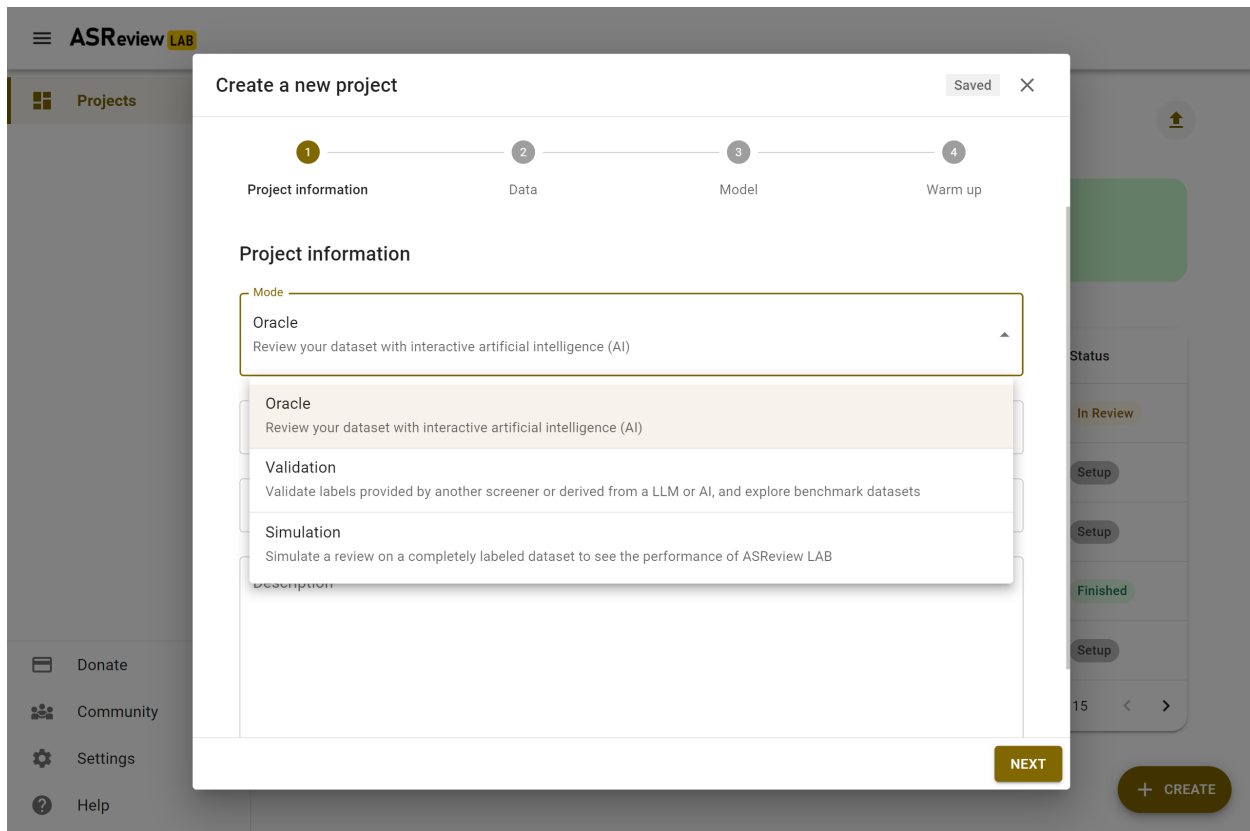 ASReview LAB
Projects
Create a new project
Saved
1
2
3
4
Project information
Data
Model
Warm up
Project information
Mode
Oracle
Review your dataset with interactive artificial intelligence (AI)
Oracle
Review your dataset with interactive artificial intelligence (AI)
Validation
Validate labels provided by another screener or derived from a LLM or AI, and explore benchmark datasets
Simulation
Simulate a review on a completely labeled dataset to see the performance of ASReview LAB
Description
Status
In Review
Setup
Setup
Finished
Setup
15
Donate
Community
Settings
Help
NEXT
+ CREATE